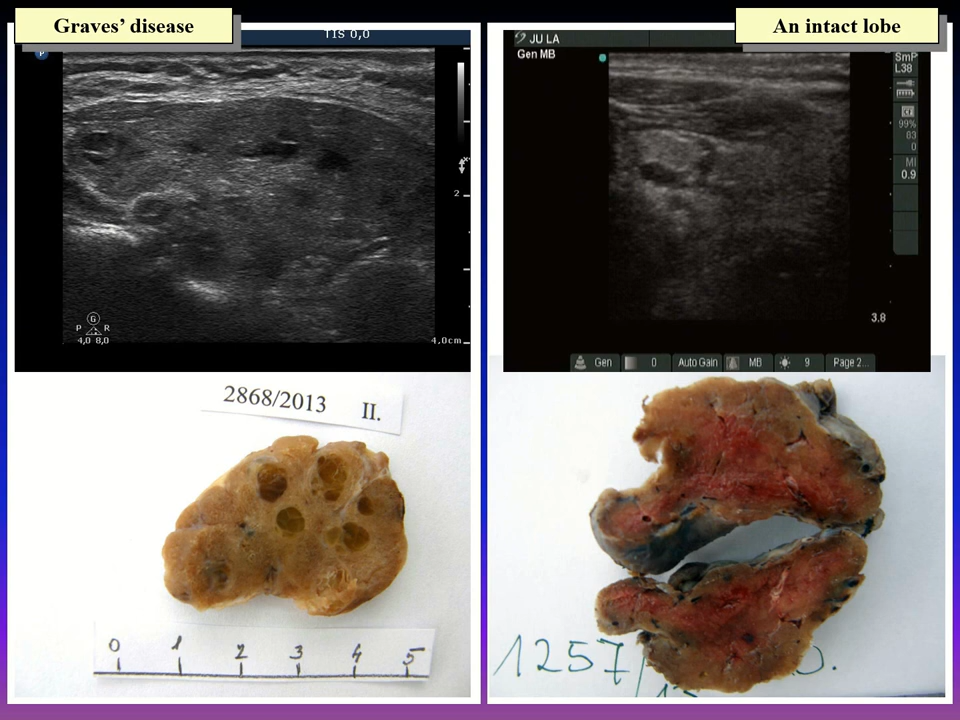 Graves’ disease
An intact lobe
TIS 0,0
P
2
G
P R
4,0 8,0
4.0cm
JU LA
Gen MB
SmP
L38
CF
99%
83
0
MI
0.9
3.8
Gen 0 Auto Gain MB 9 Page 2...
2868/2013 II.
0 1 2 3 4 5
1257/